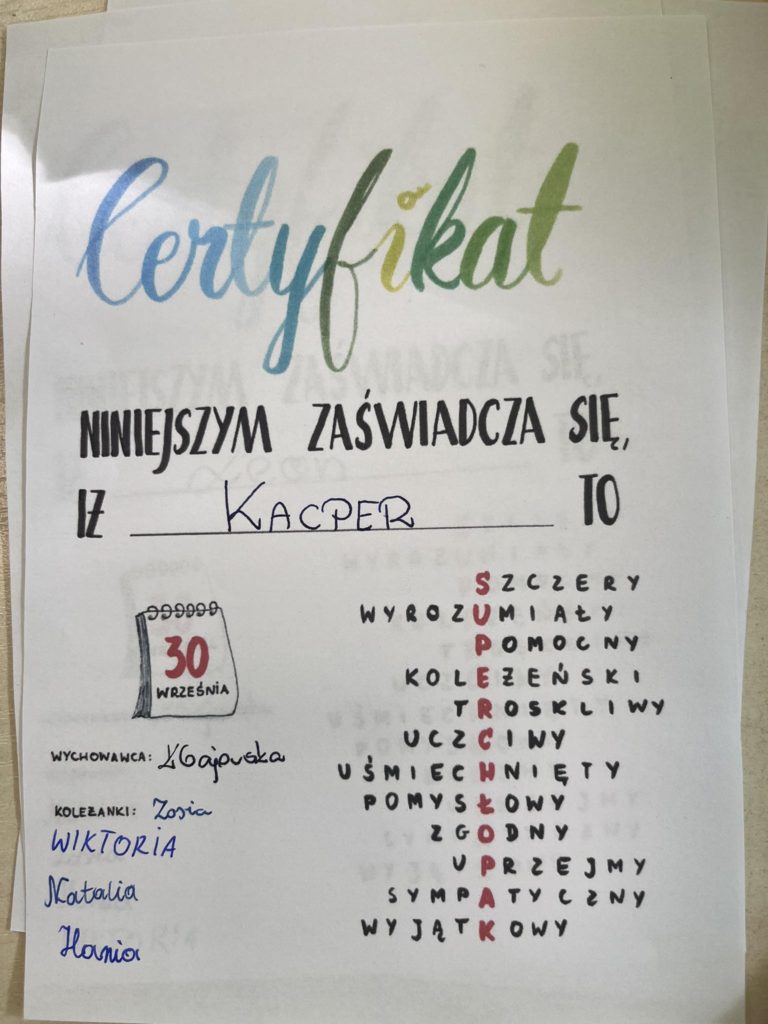 Certyfikat
NINIEJSZYM ZAŚWIADCZA SIĘ,
IŻ KACPER TO
SZCZERY
WYROZUMIAŁY
POMOCNY
KOLEŻEŃSKI
TROSKLIWY
UCZCIWY
UŚMIECHNIĘTY
POMYSŁOWY
ZGODNY
UPRZEJMY
SYMPATYCZNY
WYJĄTKOWY
30
WRZEŚNIA
WYCHOWAWCA:
KOLEŻANKI: Zosia
WIKTORIA
Natalia
Hania